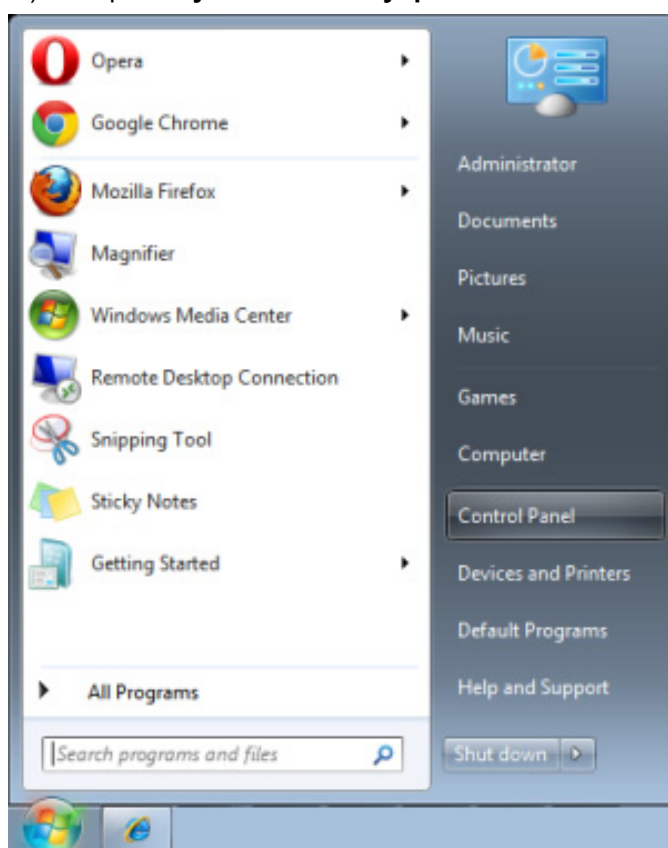 Opera
Google Chrome
Mozilla Firefox
Magnifier
Windows Media Center
Remote Desktop Connection
Snipping Tool
Sticky Notes
Getting Started
All Programs
Search programs and files
Administrator
Documents
Pictures
Music
Games
Computer
Control Panel
Devices and Printers
Default Programs
Help and Support
Shut down